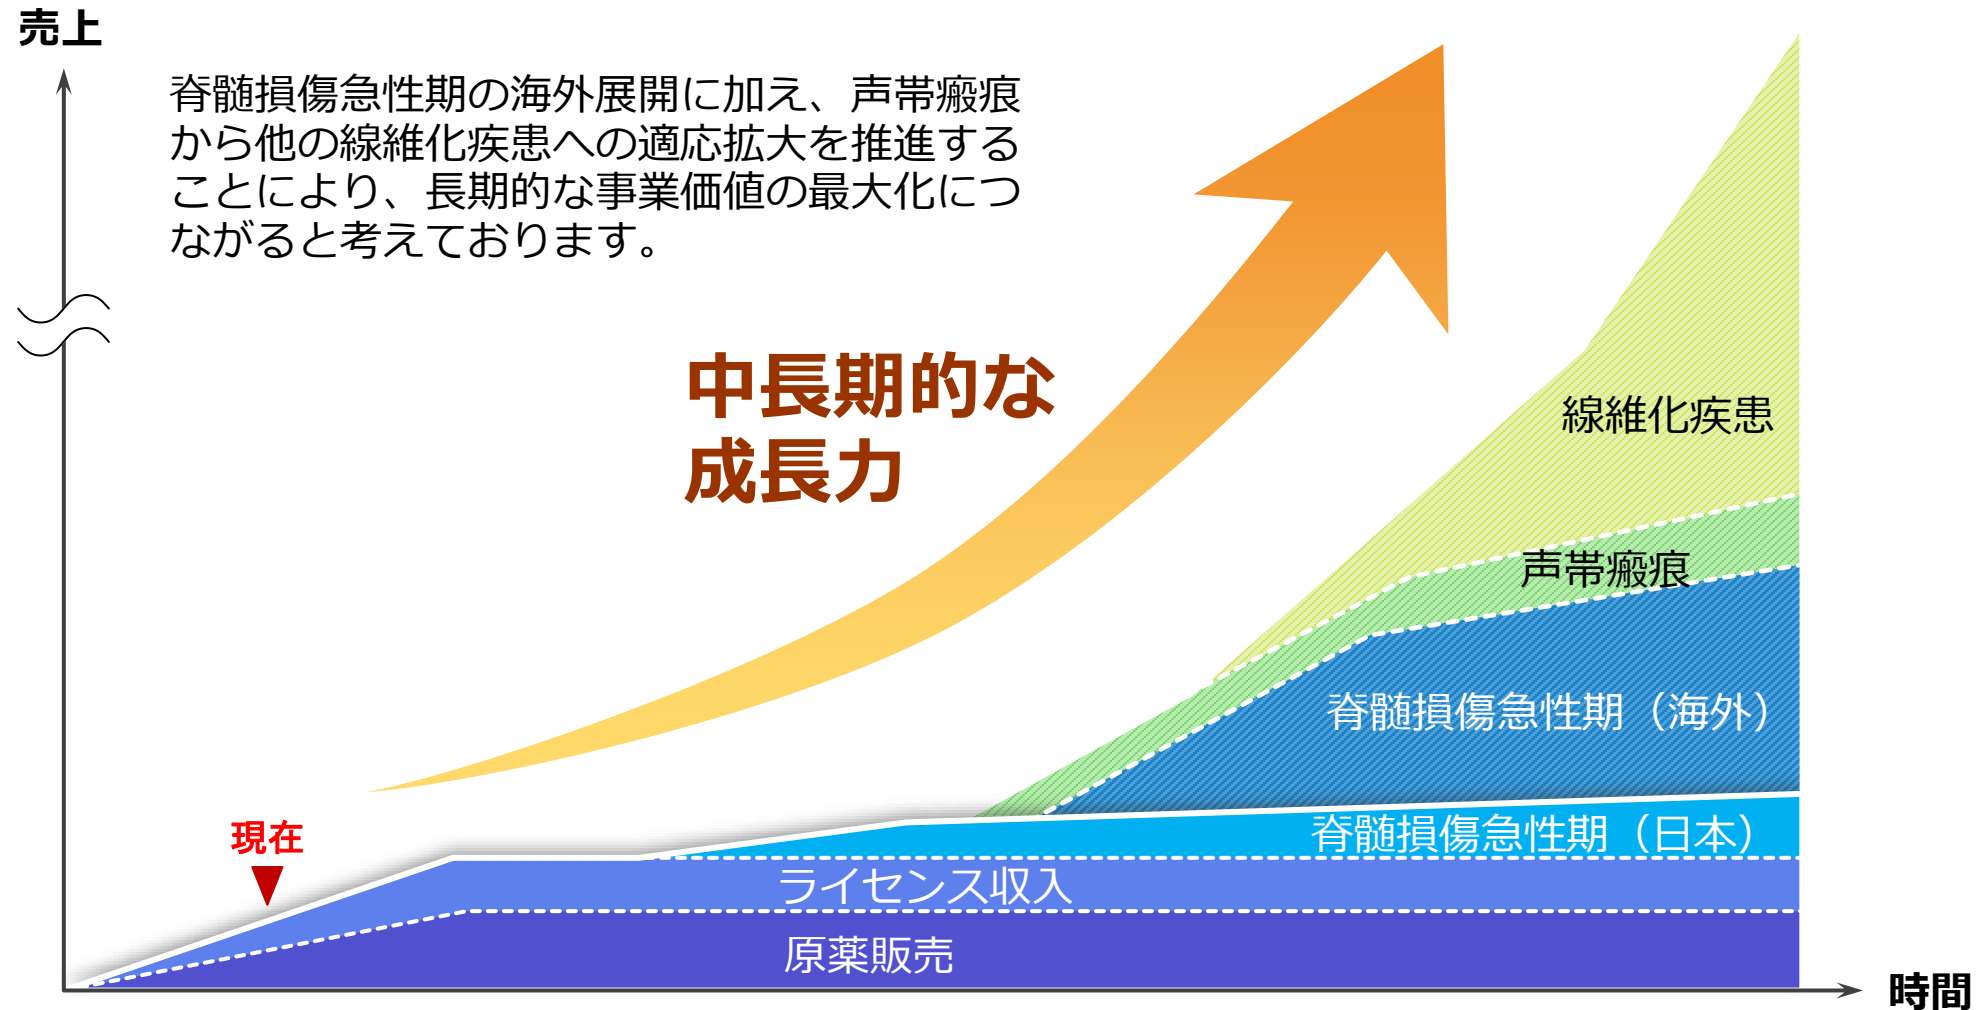 売上
脊髄損傷急性期の海外展開に加え、声帯瘢痕
から他の線維化疾患への適応拡大を推進する
ことにより、長期的な事業価値の最大化につ
ながると考えております。
中長期的な
成長力
線維化疾患
声帯瘢痕
脊髄損傷急性期（海外）
現在
脊髄損傷急性期（日本）
ライセンス収入
原薬販売
時間